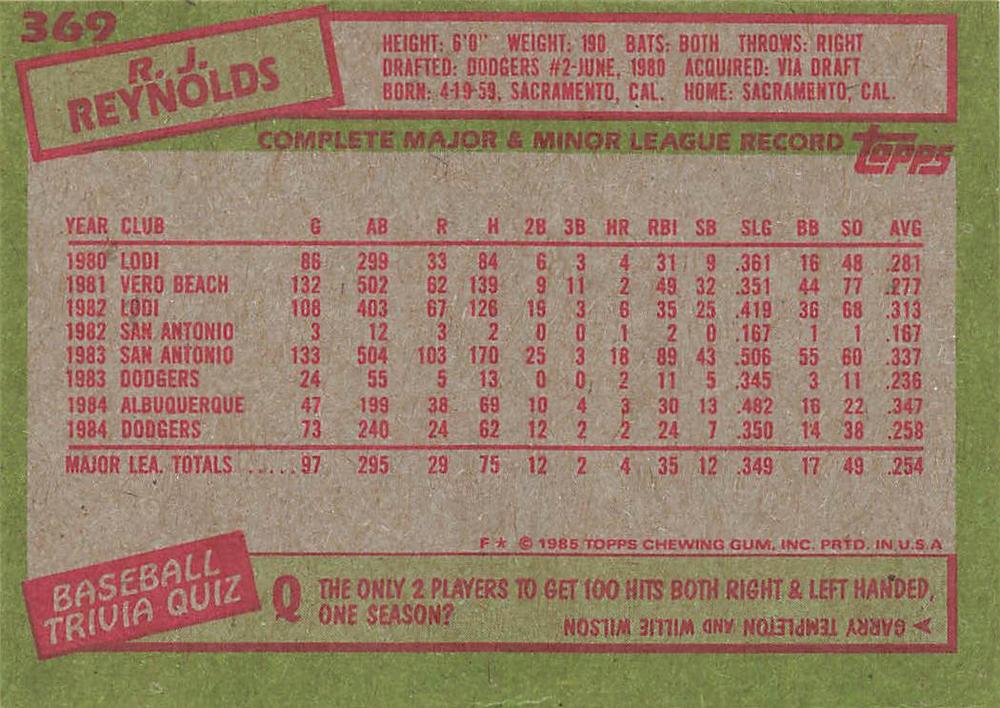 369
R. J.
REYNOLDS
HEIGHT: 6'0" WEIGHT: 190 BATS: BOTH THROWS: RIGHT
DRAFTED: DODGERS #2-JUNE, 1980 ACQUIRED: VIA DRAFT
BORN: 4-19-59, SACRAMENTO, CAL. HOME: SACRAMENTO, CAL.
COMPLETE MAJOR & MINOR LEAGUE RECORD topps
YEAR CLUB G AB R H 2B 3B HR RBI SB SLG BB SO AVG
1980 LODI 86 299 33 84 6 3 4 31 9 .361 16 48 .281
1981 VERO BEACH 132 502 62 139 9 11 2 49 32 .351 44 77 .277
1982 LODI 108 403 67 126 19 3 6 35 25 .419 36 68 .313
1982 SAN ANTONIO 3 12 3 2 0 0 1 2 0 .167 1 1 .167
1983 SAN ANTONIO 133 504 103 170 25 3 18 89 43 .506 55 60 .337
1983 DODGERS 24 55 5 13 0 0 2 11 5 .345 3 11 .236
1984 ALBUQUERQUE 47 199 38 69 10 4 3 30 13 .482 16 22 .347
1984 DODGERS 73 240 24 62 12 2 2 24 7 .350 14 38 .258
MAJOR LEA. TOTALS .....97 295 29 75 12 2 4 35 12 .349 17 49 .254
F* © 1985 TOPPS CHEWING GUM, INC. PRTD. IN U.S.A
BASEBALL
TRIVIA QUIZ
Q THE ONLY 2 PLAYERS TO GET 100 HITS BOTH RIGHT & LEFT HANDED,
ONE SEASON?
GARRY TEMPLETON AND WILLIE WILSON